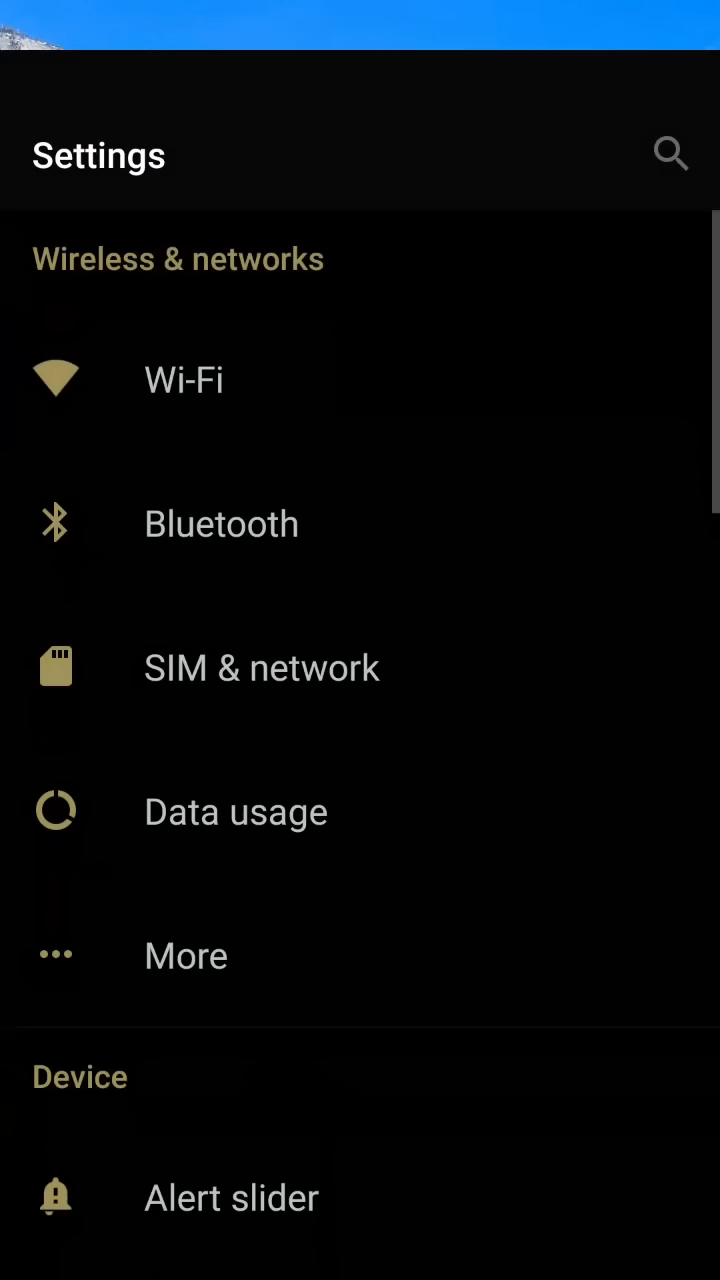 Settings
Wireless & networks
Wi-Fi
Bluetooth
SIM & network
Data usage
More
Device
Alert slider